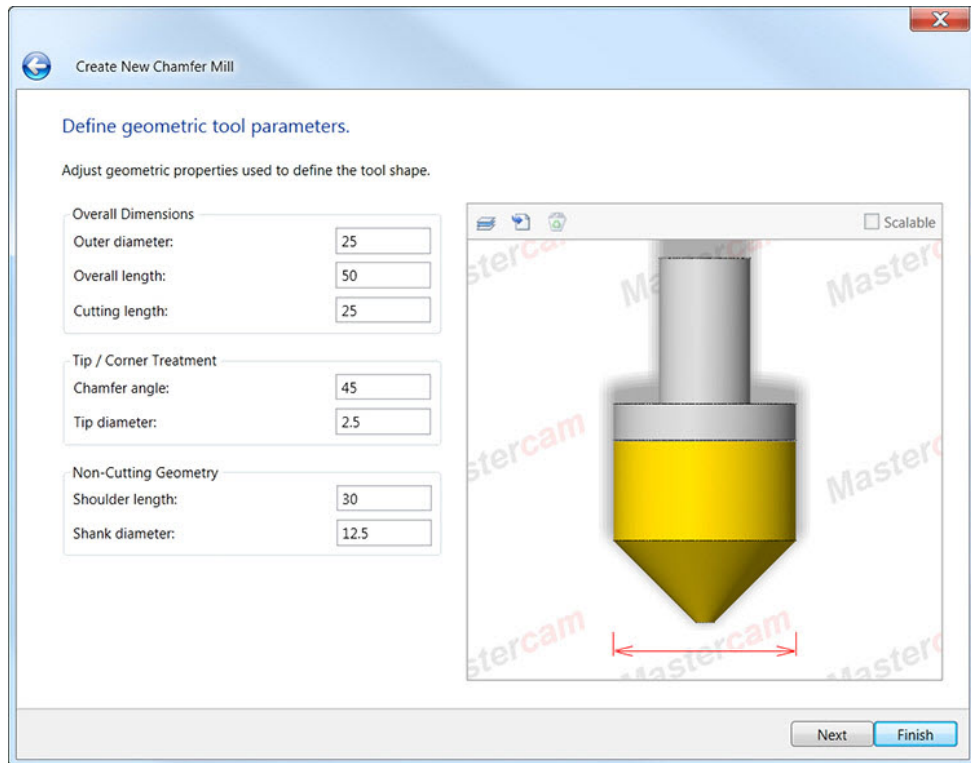 X
Create New Chamfer Mill
Define geometric tool parameters.
Adjust geometric properties used to define the tool shape.
Overall Dimensions
Outer diameter: 25
Overall length: 50
Cutting length: 25
Tip / Corner Treatment
Chamfer angle: 45
Tip diameter: 2.5
Non-Cutting Geometry
Shoulder length: 30
Shank diameter: 12.5
Scalable
Mastercam
Next Finish